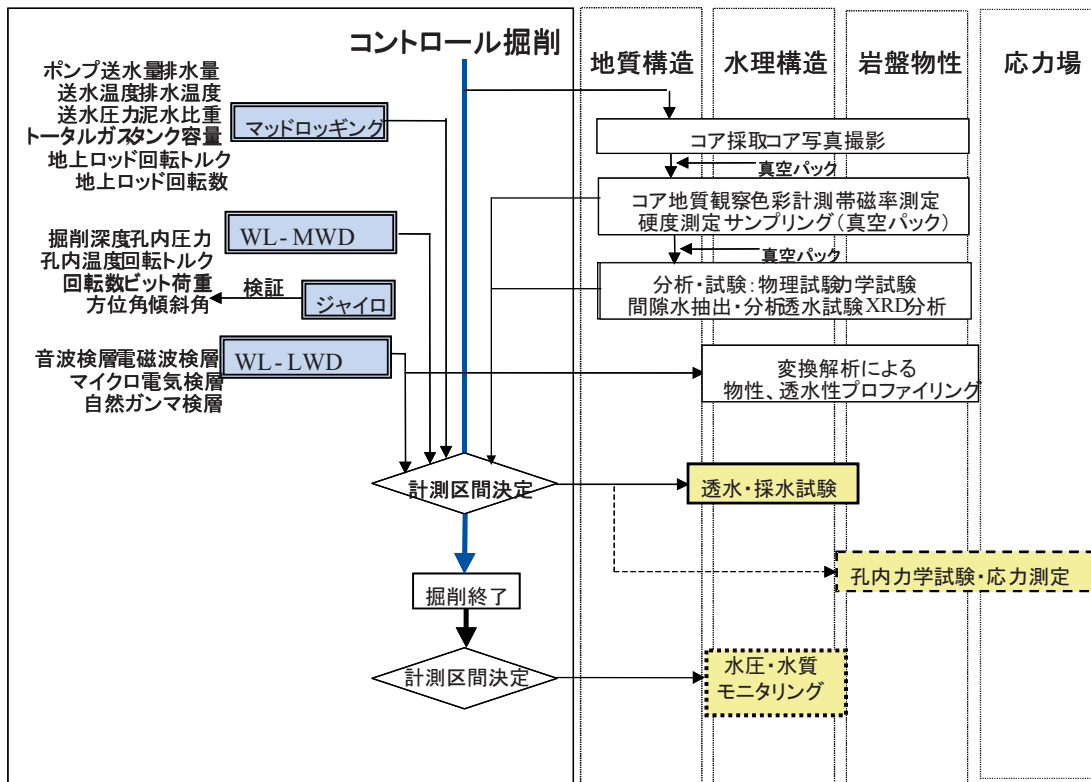 コントロール掘削
地質構造
水理構造
岩盤物性
応力場
ポンプ送水量排水量
送水温度排水温度
送水圧力泥水比重
トータルガスタンク容量
地上ロッド回転トルク
地上ロッド回転数
マッドロッギング
コア採取コア写真撮影
真空パック
コア地質観察色彩計測帯磁率測定
硬度測定サンプリング(真空パック)
真空パック
分析・試験:物理試験力学試験
間隙水抽出・分析透水試験XRD分析
WL-MWD
掘削深度孔内圧力
孔内温度回転トルク
回転数ビット荷重
方位角傾斜角
検証
ジャイロ
WL-LWD
音波検層電磁波検層
マイクロ電気検層
自然ガンマ検層
変換解析による
物性、透水性プロファイリング
計測区間決定
透水・採水試験
孔内力学試験・応力測定
掘削終了
計測区間決定
水圧・水質
モニタリング